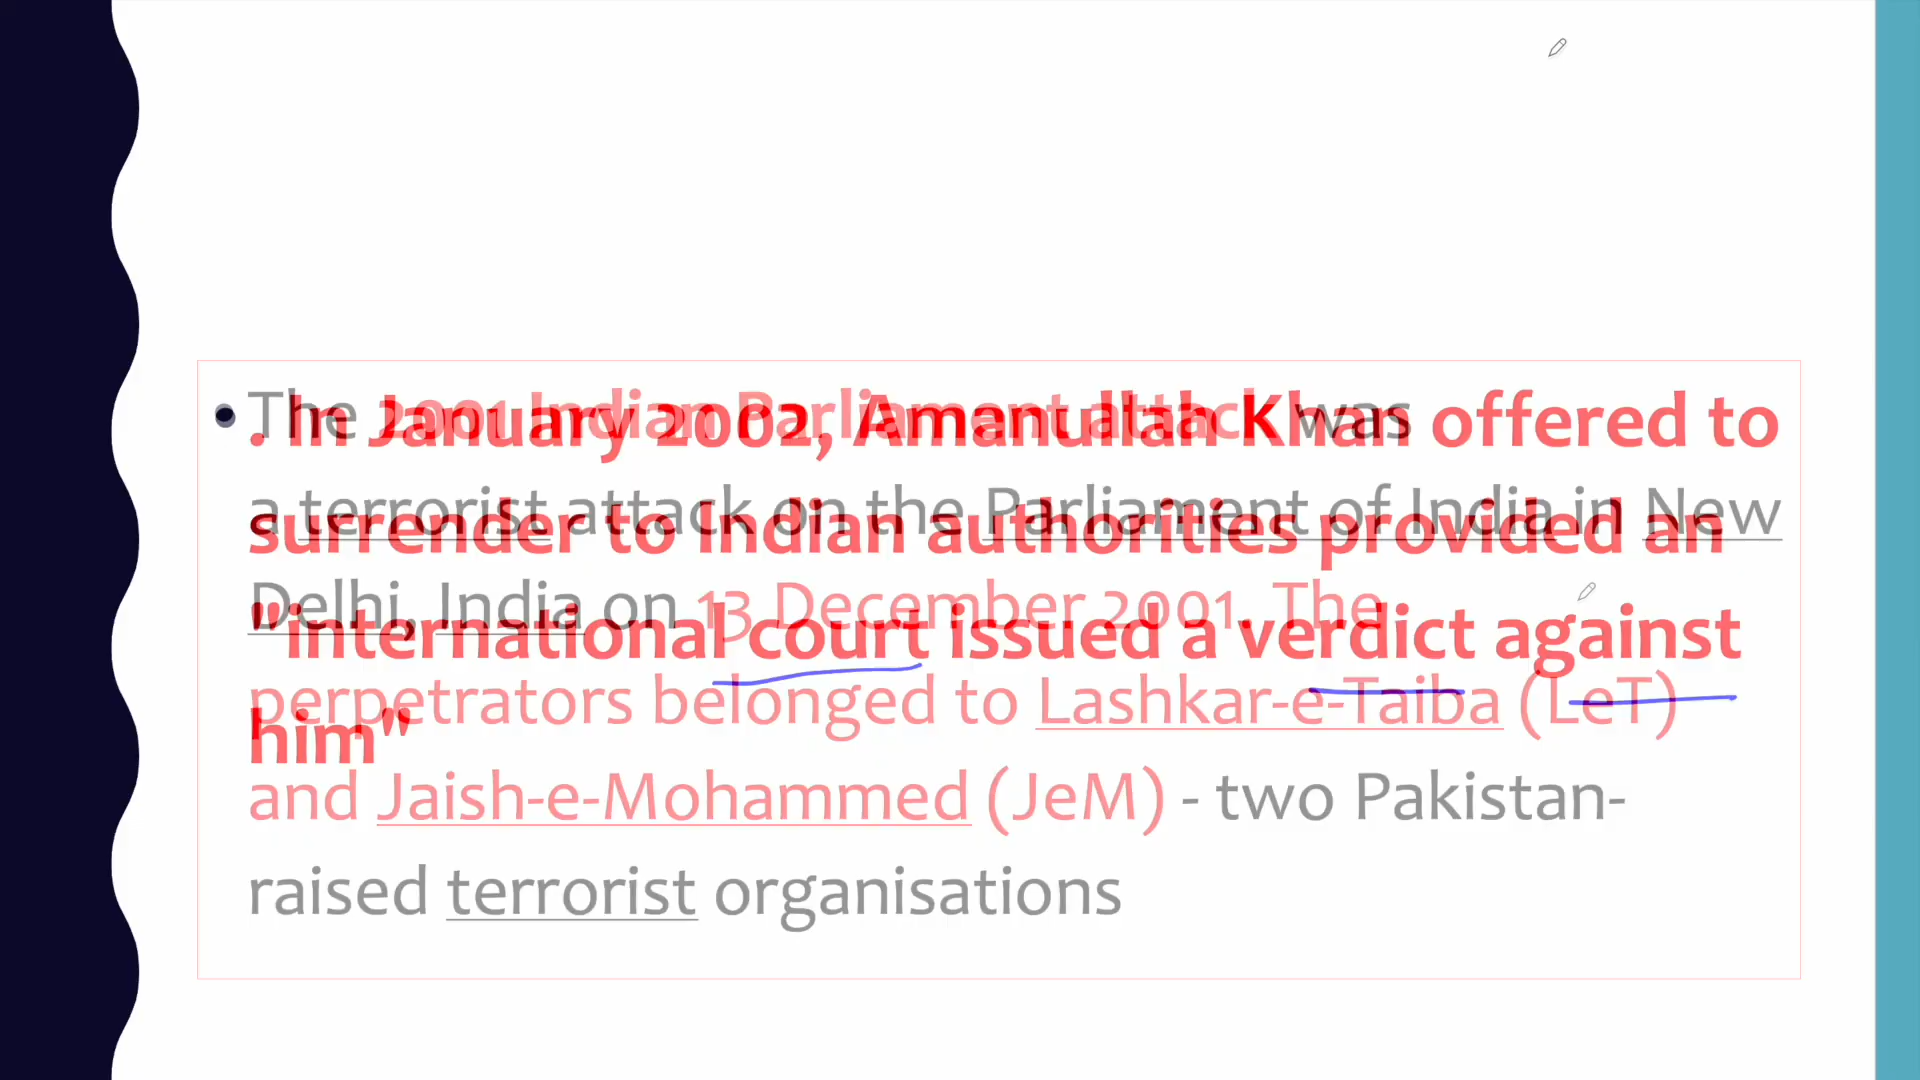 . In January 2002, Amanullah Khan offered to
surrender to Indian authorities provided an
"international court issued a verdict against
him"
• The 2001 Indian Parliament attack was
a terrorist attack on the Parliament of India in New
Delhi, India on 13 December 2001. The
perpetrators belonged to Lashkar-e-Taiba (LeT)
and Jaish-e-Mohammed (JeM) - two Pakistan-
raised terrorist organisations